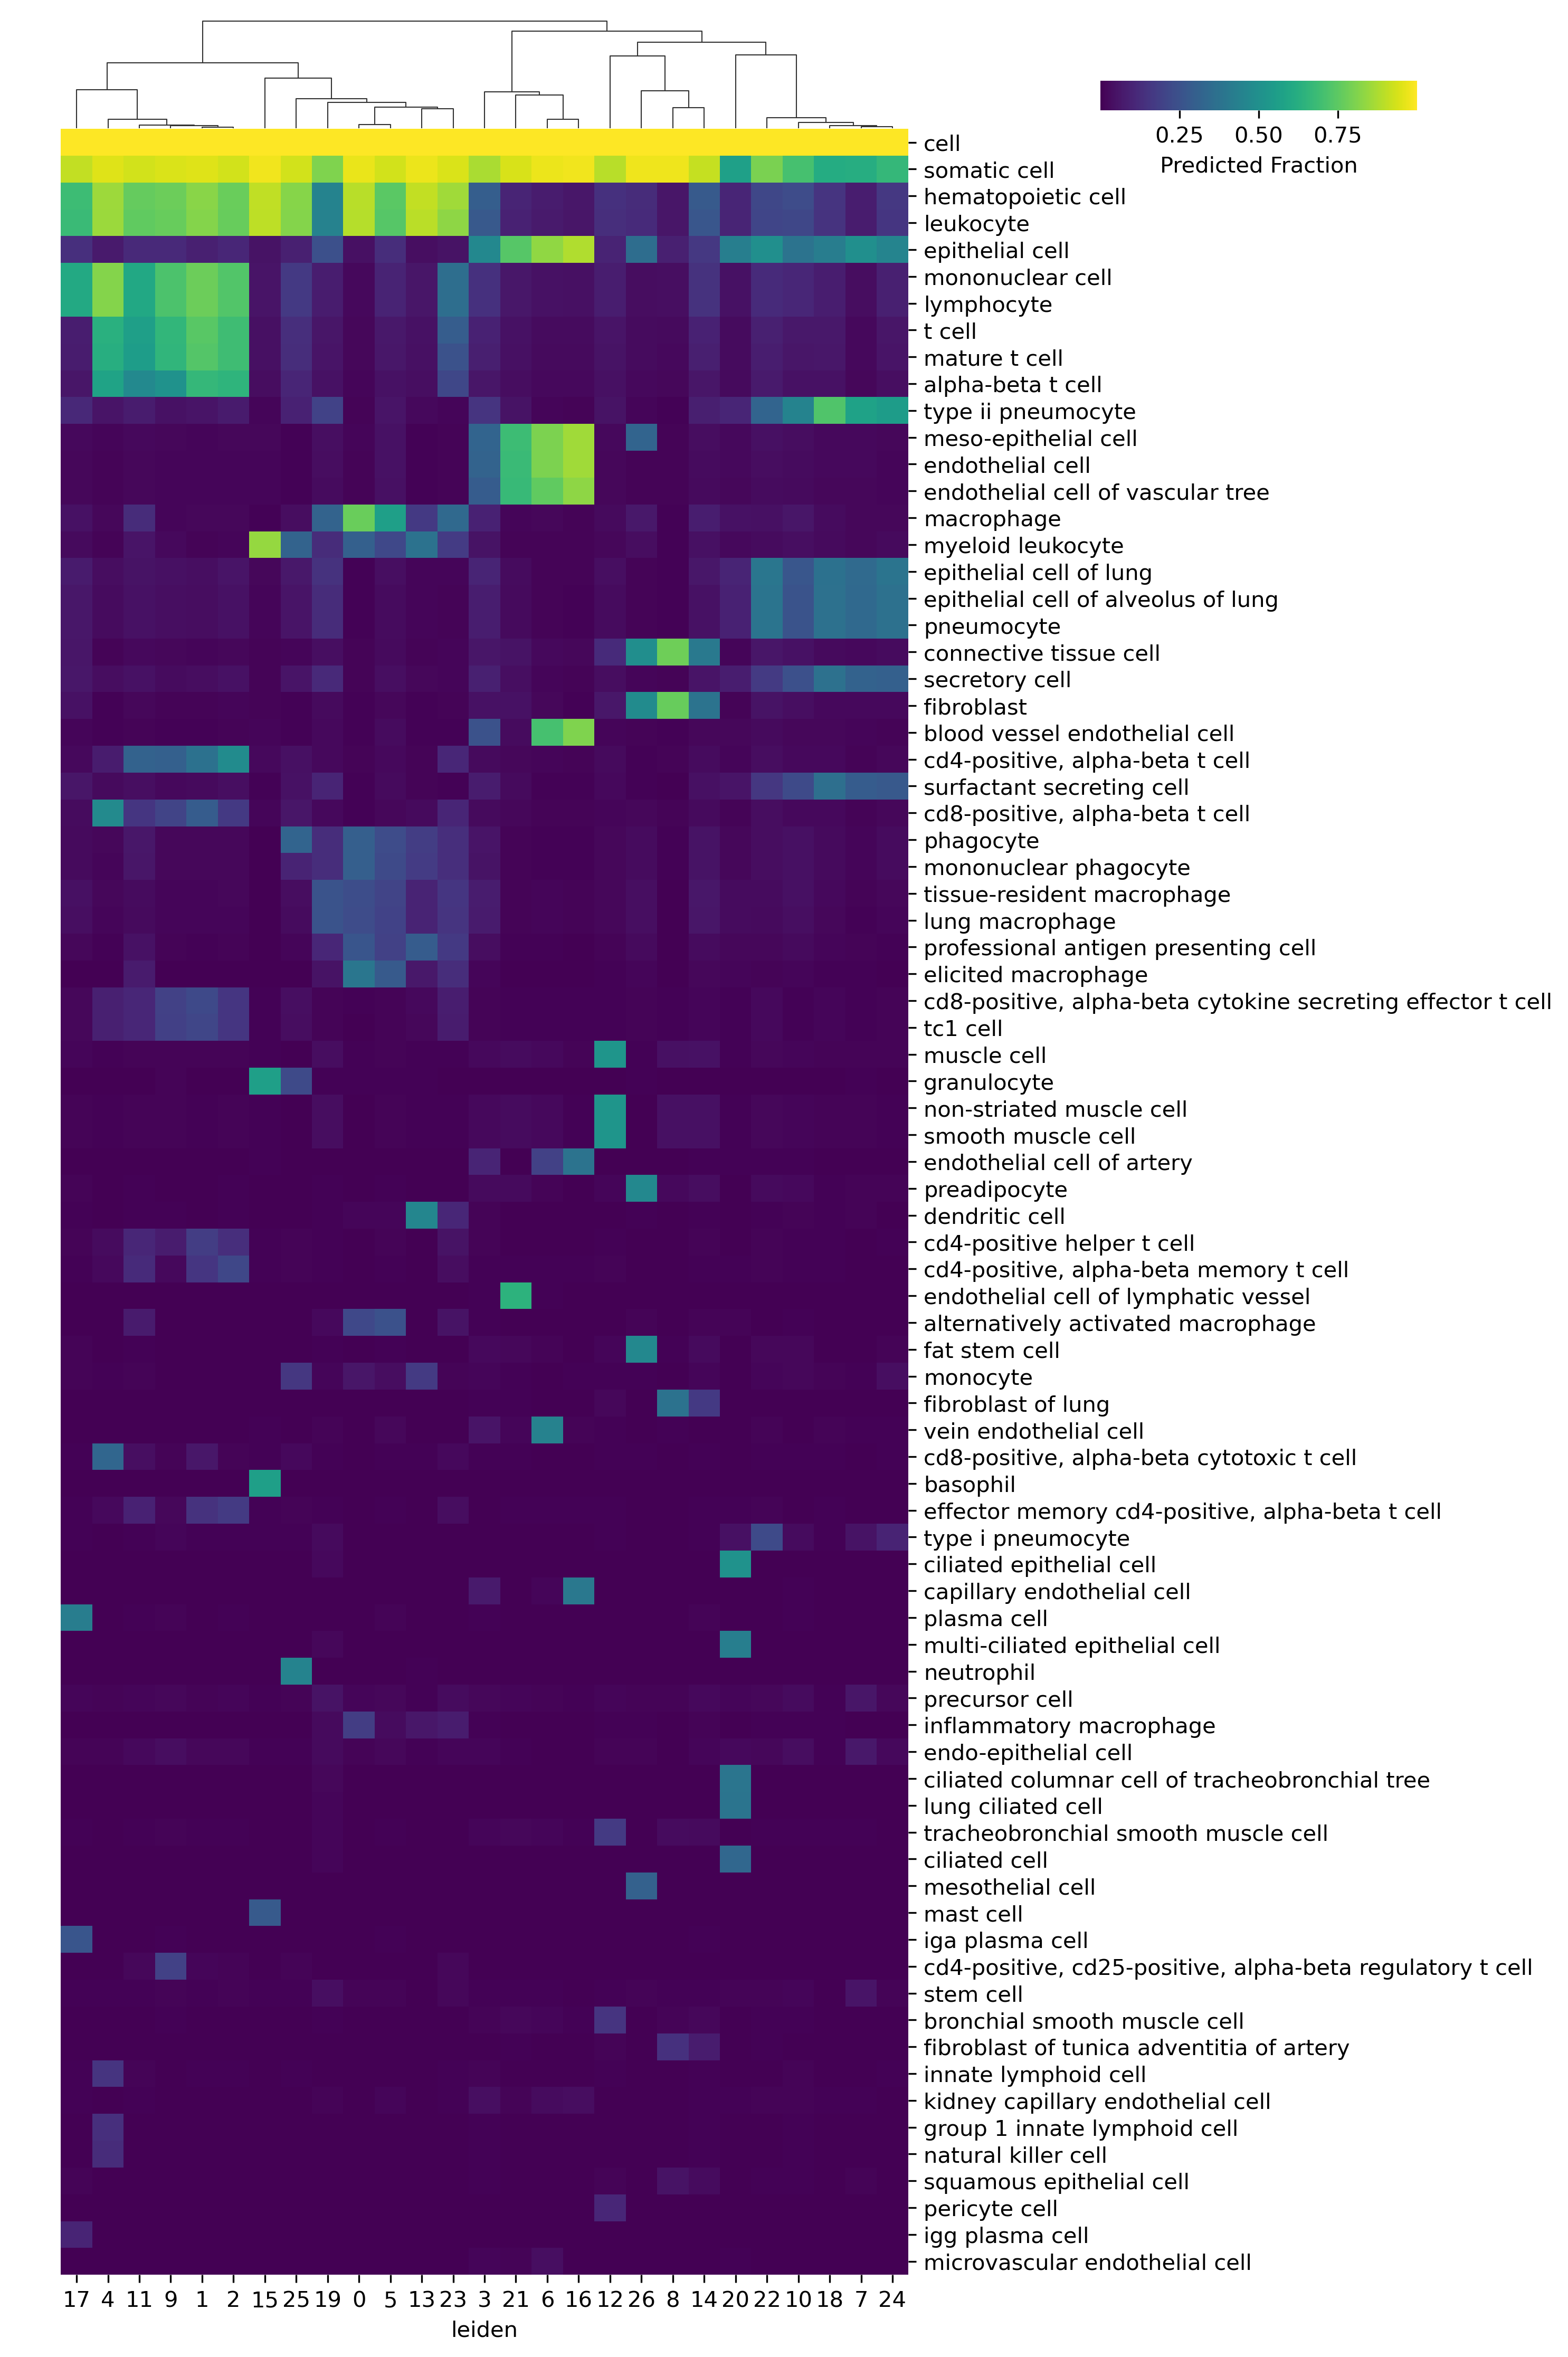 0.25 0.50 0.75
Predicted Fraction
cell
somatic cell
hematopoietic cell
leukocyte
epithelial cell
mononuclear cell
lymphocyte
t cell
mature t cell
alpha-beta t cell
type ii pneumocyte
meso-epithelial cell
endothelial cell
endothelial cell of vascular tree
macrophage
myeloid leukocyte
epithelial cell of lung
epithelial cell of alveolus of lung
pneumocyte
connective tissue cell
secretory cell
fibroblast
blood vessel endothelial cell
cd4-positive, alpha-beta t cell
surfactant secreting cell
cd8-positive, alpha-beta t cell
phagocyte
mononuclear phagocyte
tissue-resident macrophage
lung macrophage
professional antigen presenting cell
elicited macrophage
cd8-positive, alpha-beta cytokine secreting effector t cell
tc1 cell
muscle cell
granulocyte
non-striated muscle cell
smooth muscle cell
endothelial cell of artery
preadipocyte
dendritic cell
cd4-positive helper t cell
cd4-positive, alpha-beta memory t cell
endothelial cell of lymphatic vessel
alternatively activated macrophage
fat stem cell
monocyte
fibroblast of lung
vein endothelial cell
cd8-positive, alpha-beta cytotoxic t cell
basophil
effector memory cd4-positive, alpha-beta t cell
type i pneumocyte
ciliated epithelial cell
capillary endothelial cell
plasma cell
multi-ciliated epithelial cell
neutrophil
precursor cell
inflammatory macrophage
endo-epithelial cell
ciliated columnar cell of tracheobronchial tree
lung ciliated cell
tracheobronchial smooth muscle cell
ciliated cell
mesothelial cell
mast cell
iga plasma cell
cd4-positive, cd25-positive, alpha-beta regulatory t cell
stem cell
bronchial smooth muscle cell
fibroblast of tunica adventitia of artery
innate lymphoid cell
kidney capillary endothelial cell
group 1 innate lymphoid cell
natural killer cell
squamous epithelial cell
pericyte cell
igg plasma cell
microvascular endothelial cell
17 4 11 9 1 2 15 25 19 0 5 13 23 3 21 6 16 12 26 8 14 20 22 10 18 7 24
leiden